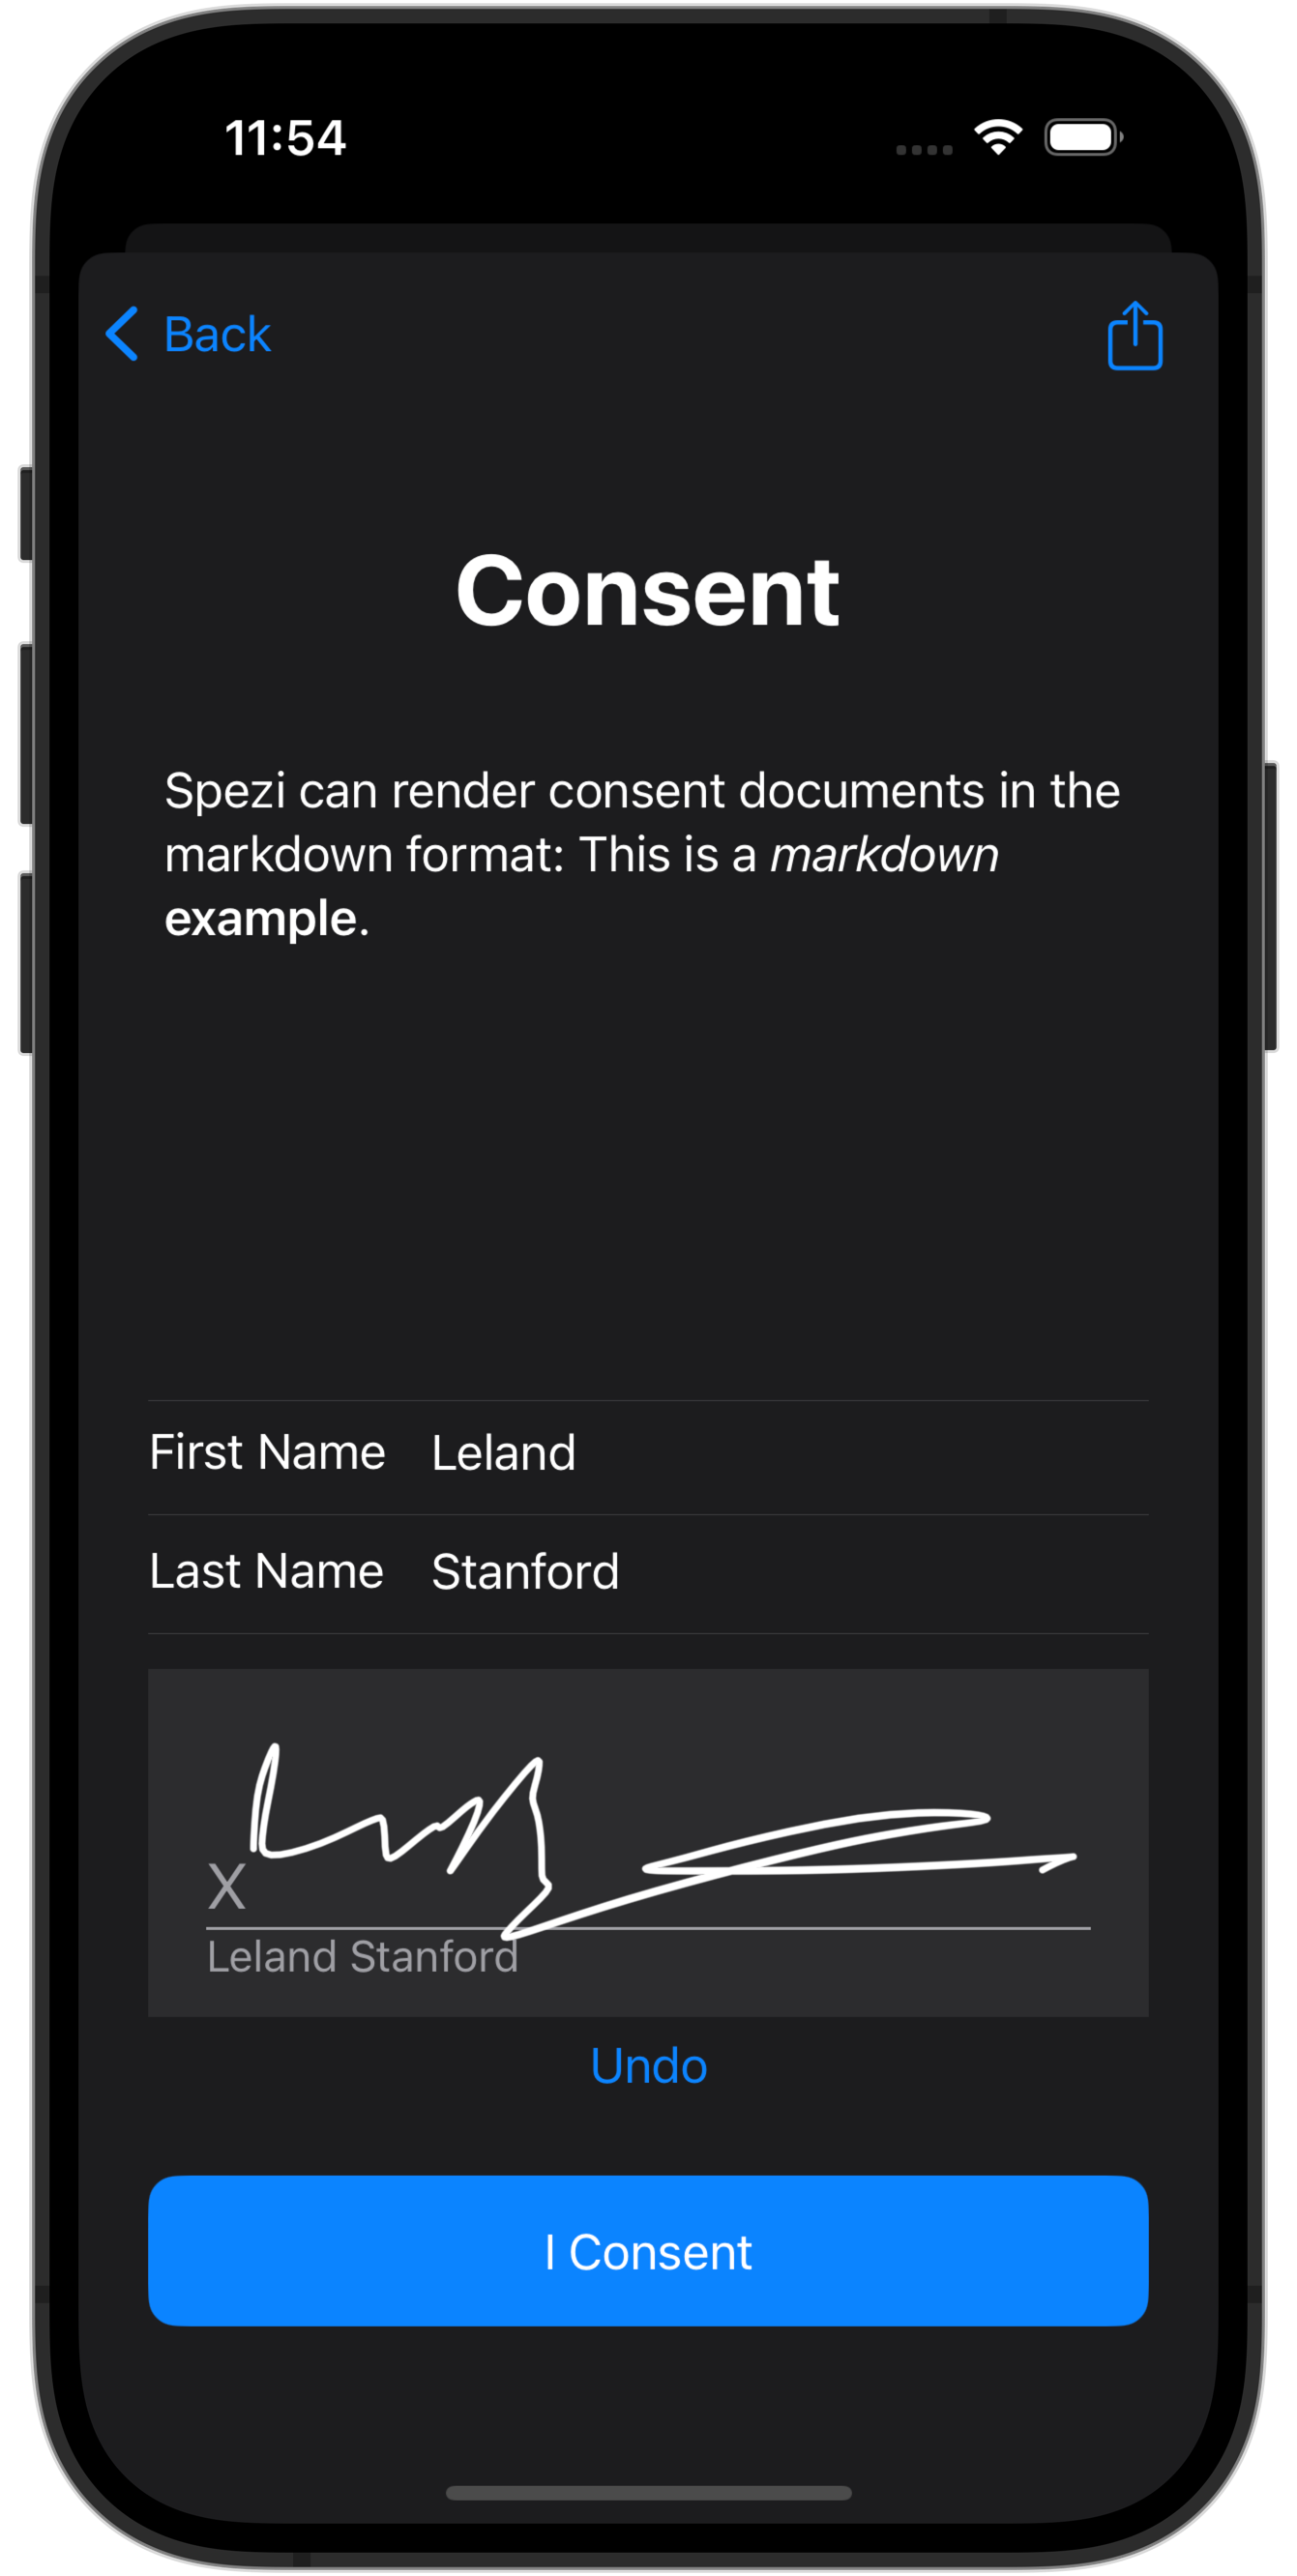 11:54
Back
Consent
Spezi can render consent documents in the
markdown format: This is a markdown
example.
First Name Leland
Last Name Stanford
X
Leland Stanford
Undo
I Consent